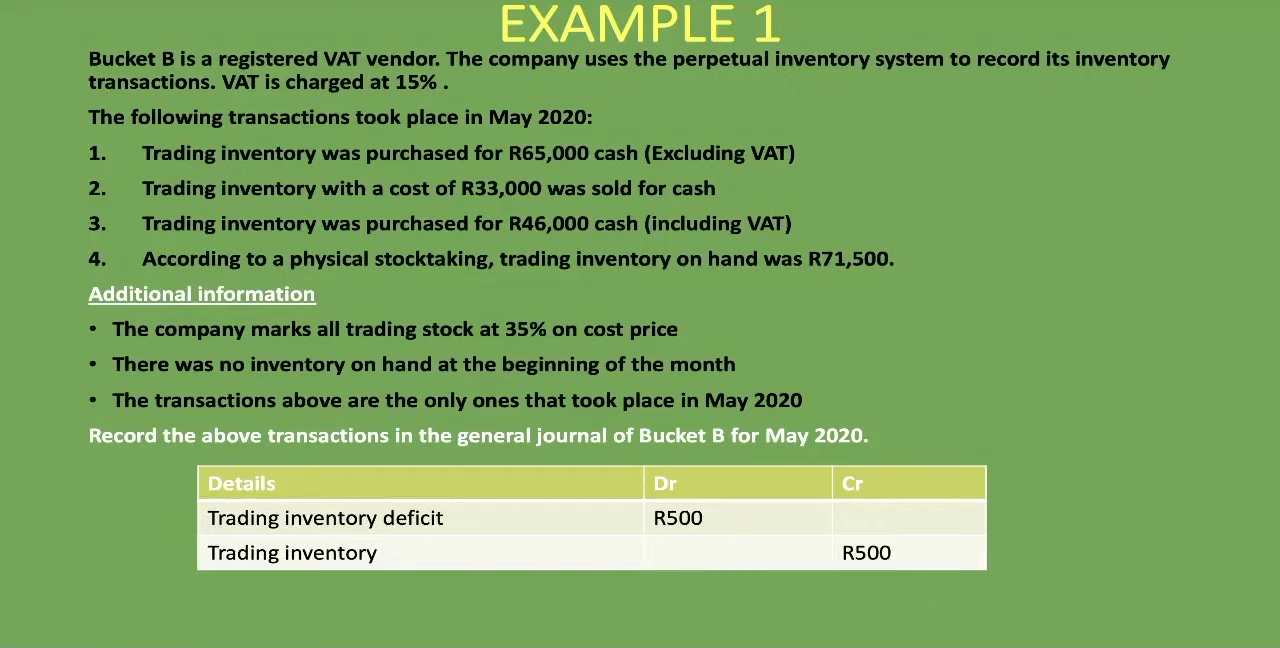 EXAMPLE 1
Bucket B is a registered VAT vendor. The company uses the perpetual inventory system to record its inventory
transactions. VAT is charged at 15% .
The following transactions took place in May 2020:
1. Trading inventory was purchased for R65,000 cash (Excluding VAT)
2. Trading inventory with a cost of R33,000 was sold for cash
3. Trading inventory was purchased for R46,000 cash (including VAT)
4. According to a physical stocktaking, trading inventory on hand was R71,500.
Additional information
• The company marks all trading stock at 35% on cost price
• There was no inventory on hand at the beginning of the month
• The transactions above are the only ones that took place in May 2020
Record the above transactions in the general journal of Bucket B for May 2020.
Details Dr Cr
Trading inventory deficit R500
Trading inventory R500